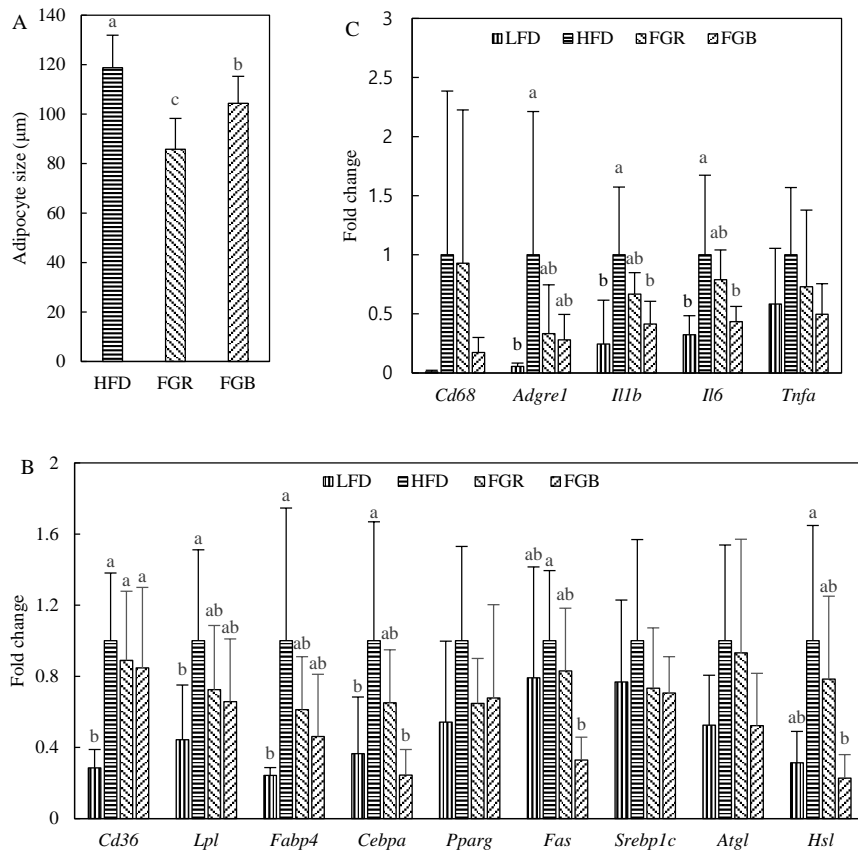 A
140
120
100
80
60
40
20
0
Adipocyte size (µm)
a
c
b
HFD FGR FGB
C
LFD HFD FGR FGB
3
2.5
2
1.5
1
0.5
0
Fold change
a
b ab ab
a
b ab b
a
b ab b
Cd68 Adgre1 Il1b Il6 Tnfa
B
LFD HFD FGR FGB
2
1.6
1.2
0.8
0.4
0
Fold change
b a a a
b a ab ab
b a ab ab
b a ab b
ab a ab b
ab a ab b
Cd36 Lpl Fabp4 Cebpa Pparg Fas Srebp1c Atgl Hsl